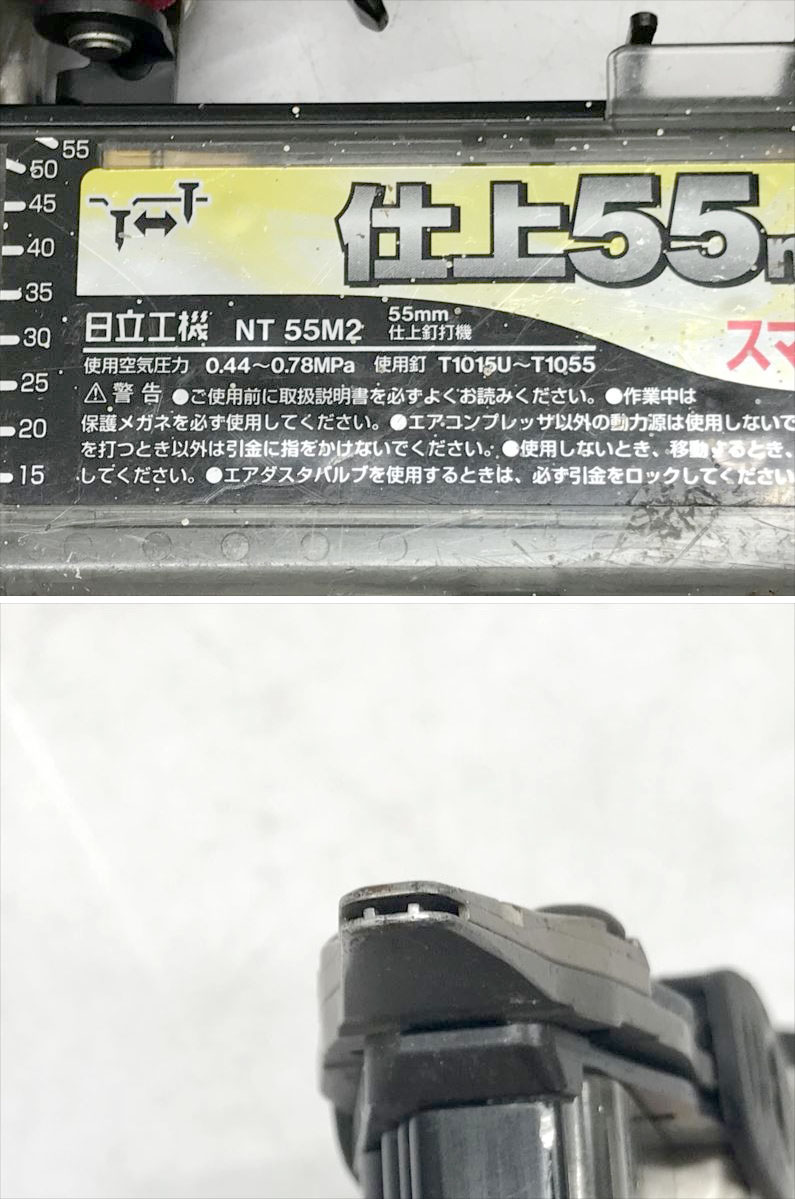 55
50
45
40
35
30
25
20
15
仕上55m
スマ
日立工機 NT 55M2 55mm
仕上釘打機
使用空気圧力 0.44～0.78MPa 使用釘 T1015U～T1055
⚠警告 ●ご使用前に取扱説明書を必ずよくお読みください。●作業中は
保護メガネを必ず使用してください。●エアコンプレッサ以外の動力源は使用しないで
を打つとき以外は引金に指をかけないでください。●使用しないとき、移動するとき、
してください。●エアダスタバルブを使用するときは、必ず引金をロックしてください